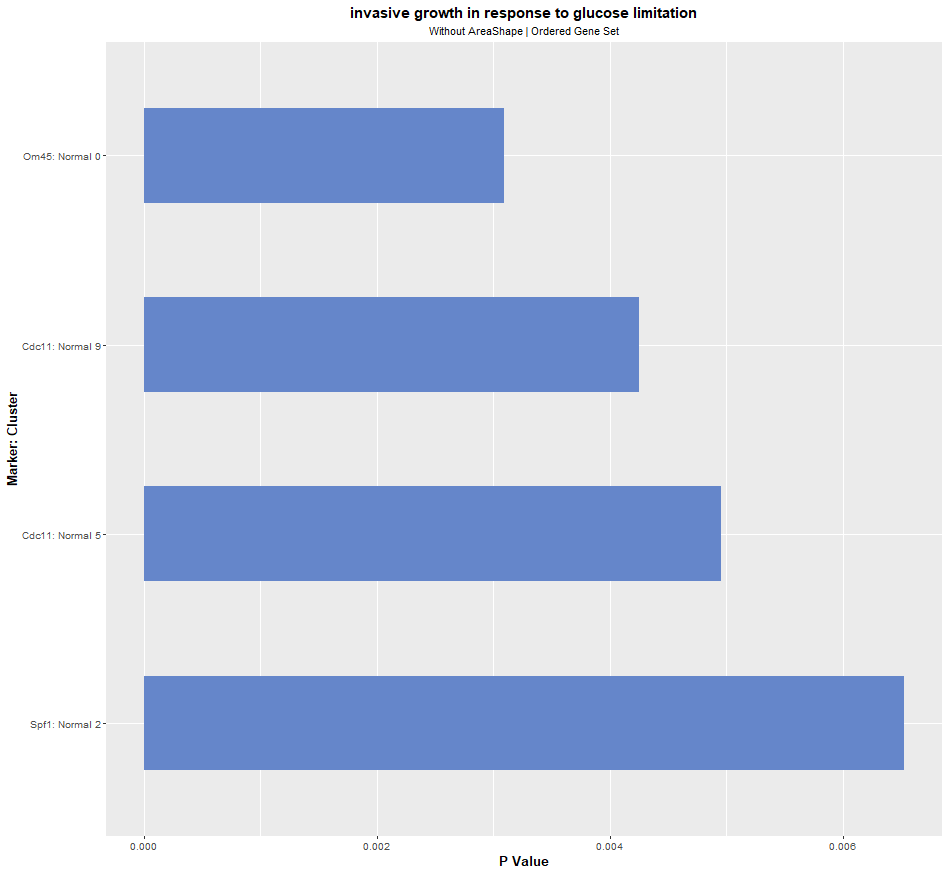 invasive growth in response to glucose limitation
Without AreaShape | Ordered Gene Set
Om45: Normal 0
Cdc11: Normal 9
Cdc11: Normal 5
Spf1: Normal 2
Marker: Cluster
0.000 0.002 0.004 0.006
P Value